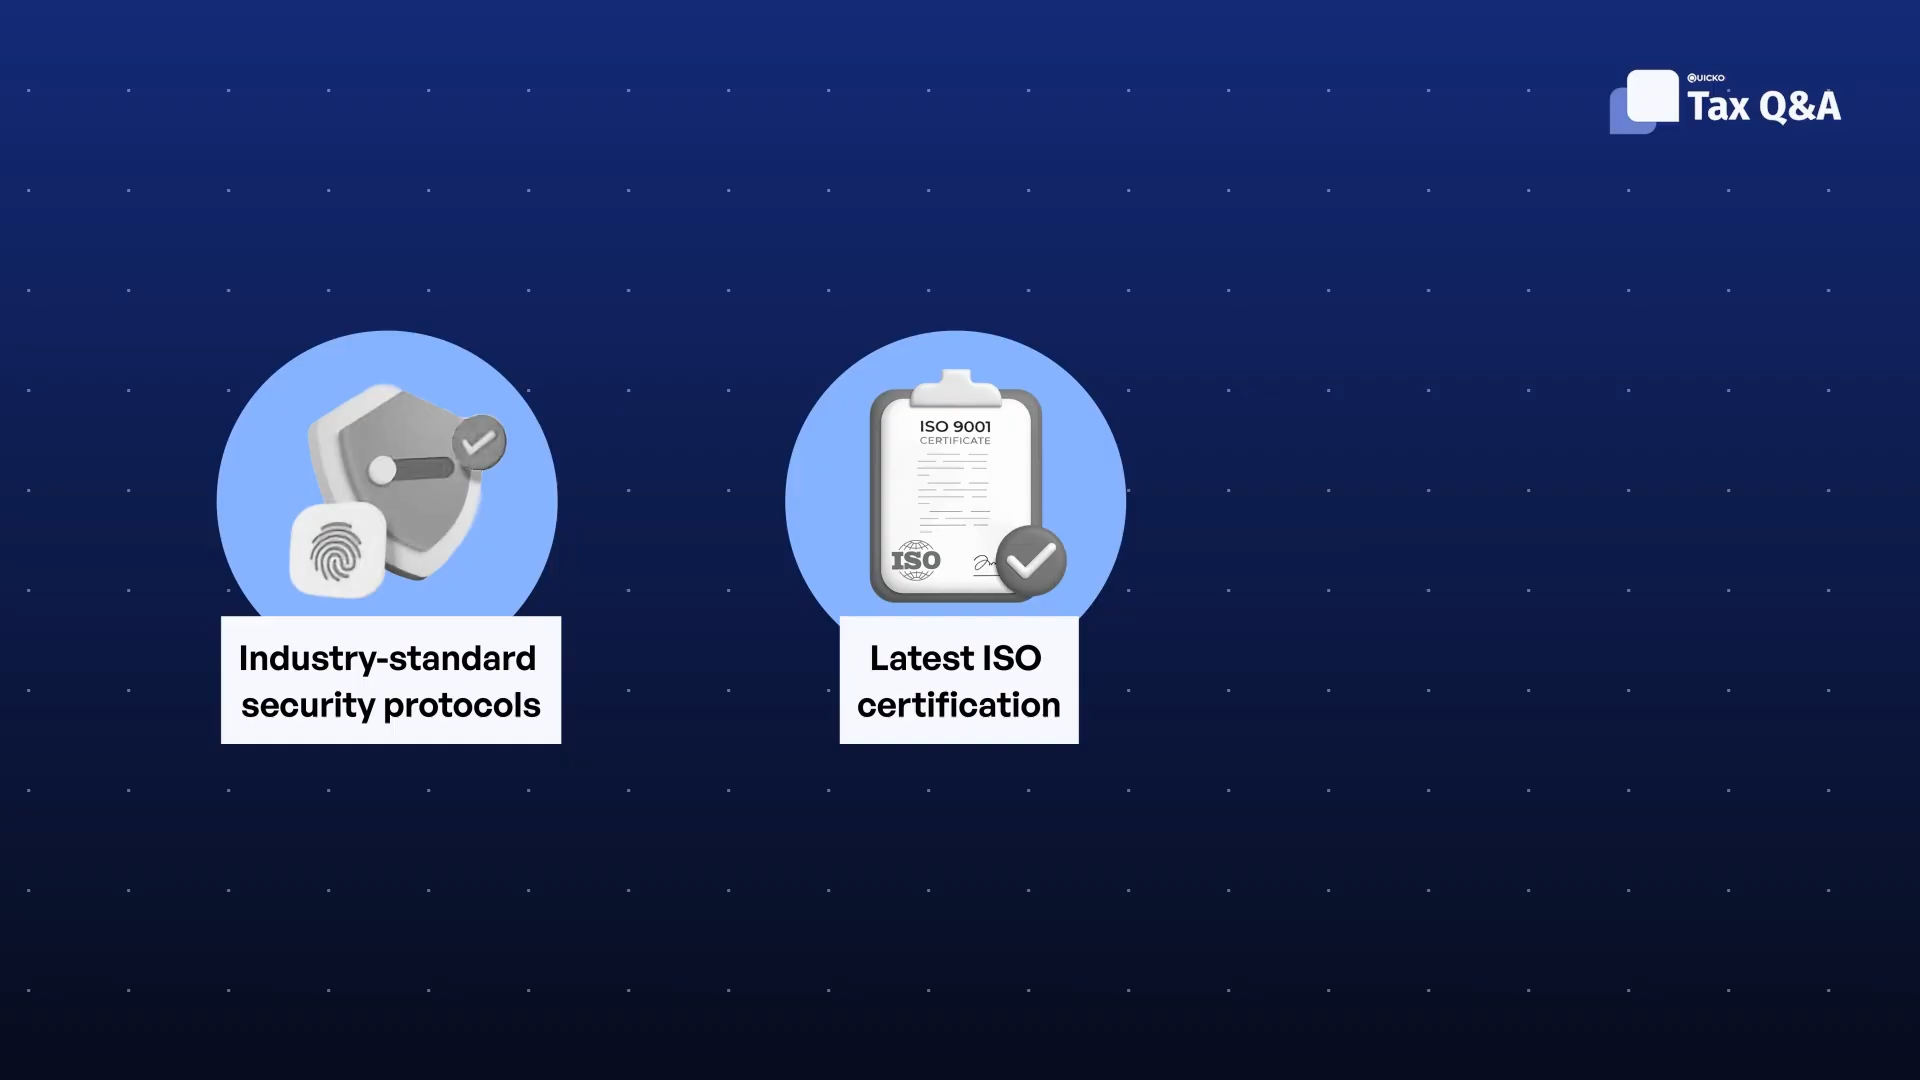 QUICKO
Tax Q&A
ISO 9001
CERTIFICATE
ISO
Industry-standard
security protocols
Latest ISO
certification